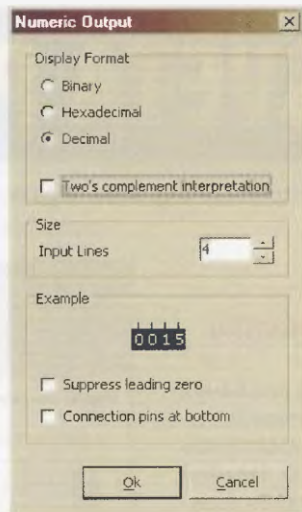 Numeric Output
Display Format
Binary
Hexadecimal
Decimal
Two's complement interpretation
Size
Input Lines 4
Example
0015
Suppress leading zero
Connection pins at bottom
Ok Cancel